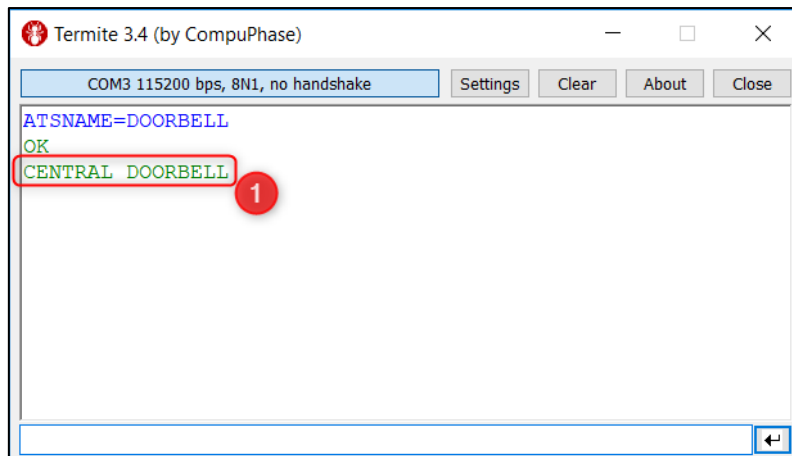 Termite 3.4 (by CompuPhase)
COM3 115200 bps, 8N1, no handshake Settings Clear About Close
ATSNAME=DOORBELL
OK
CENTRAL DOORBELL
1